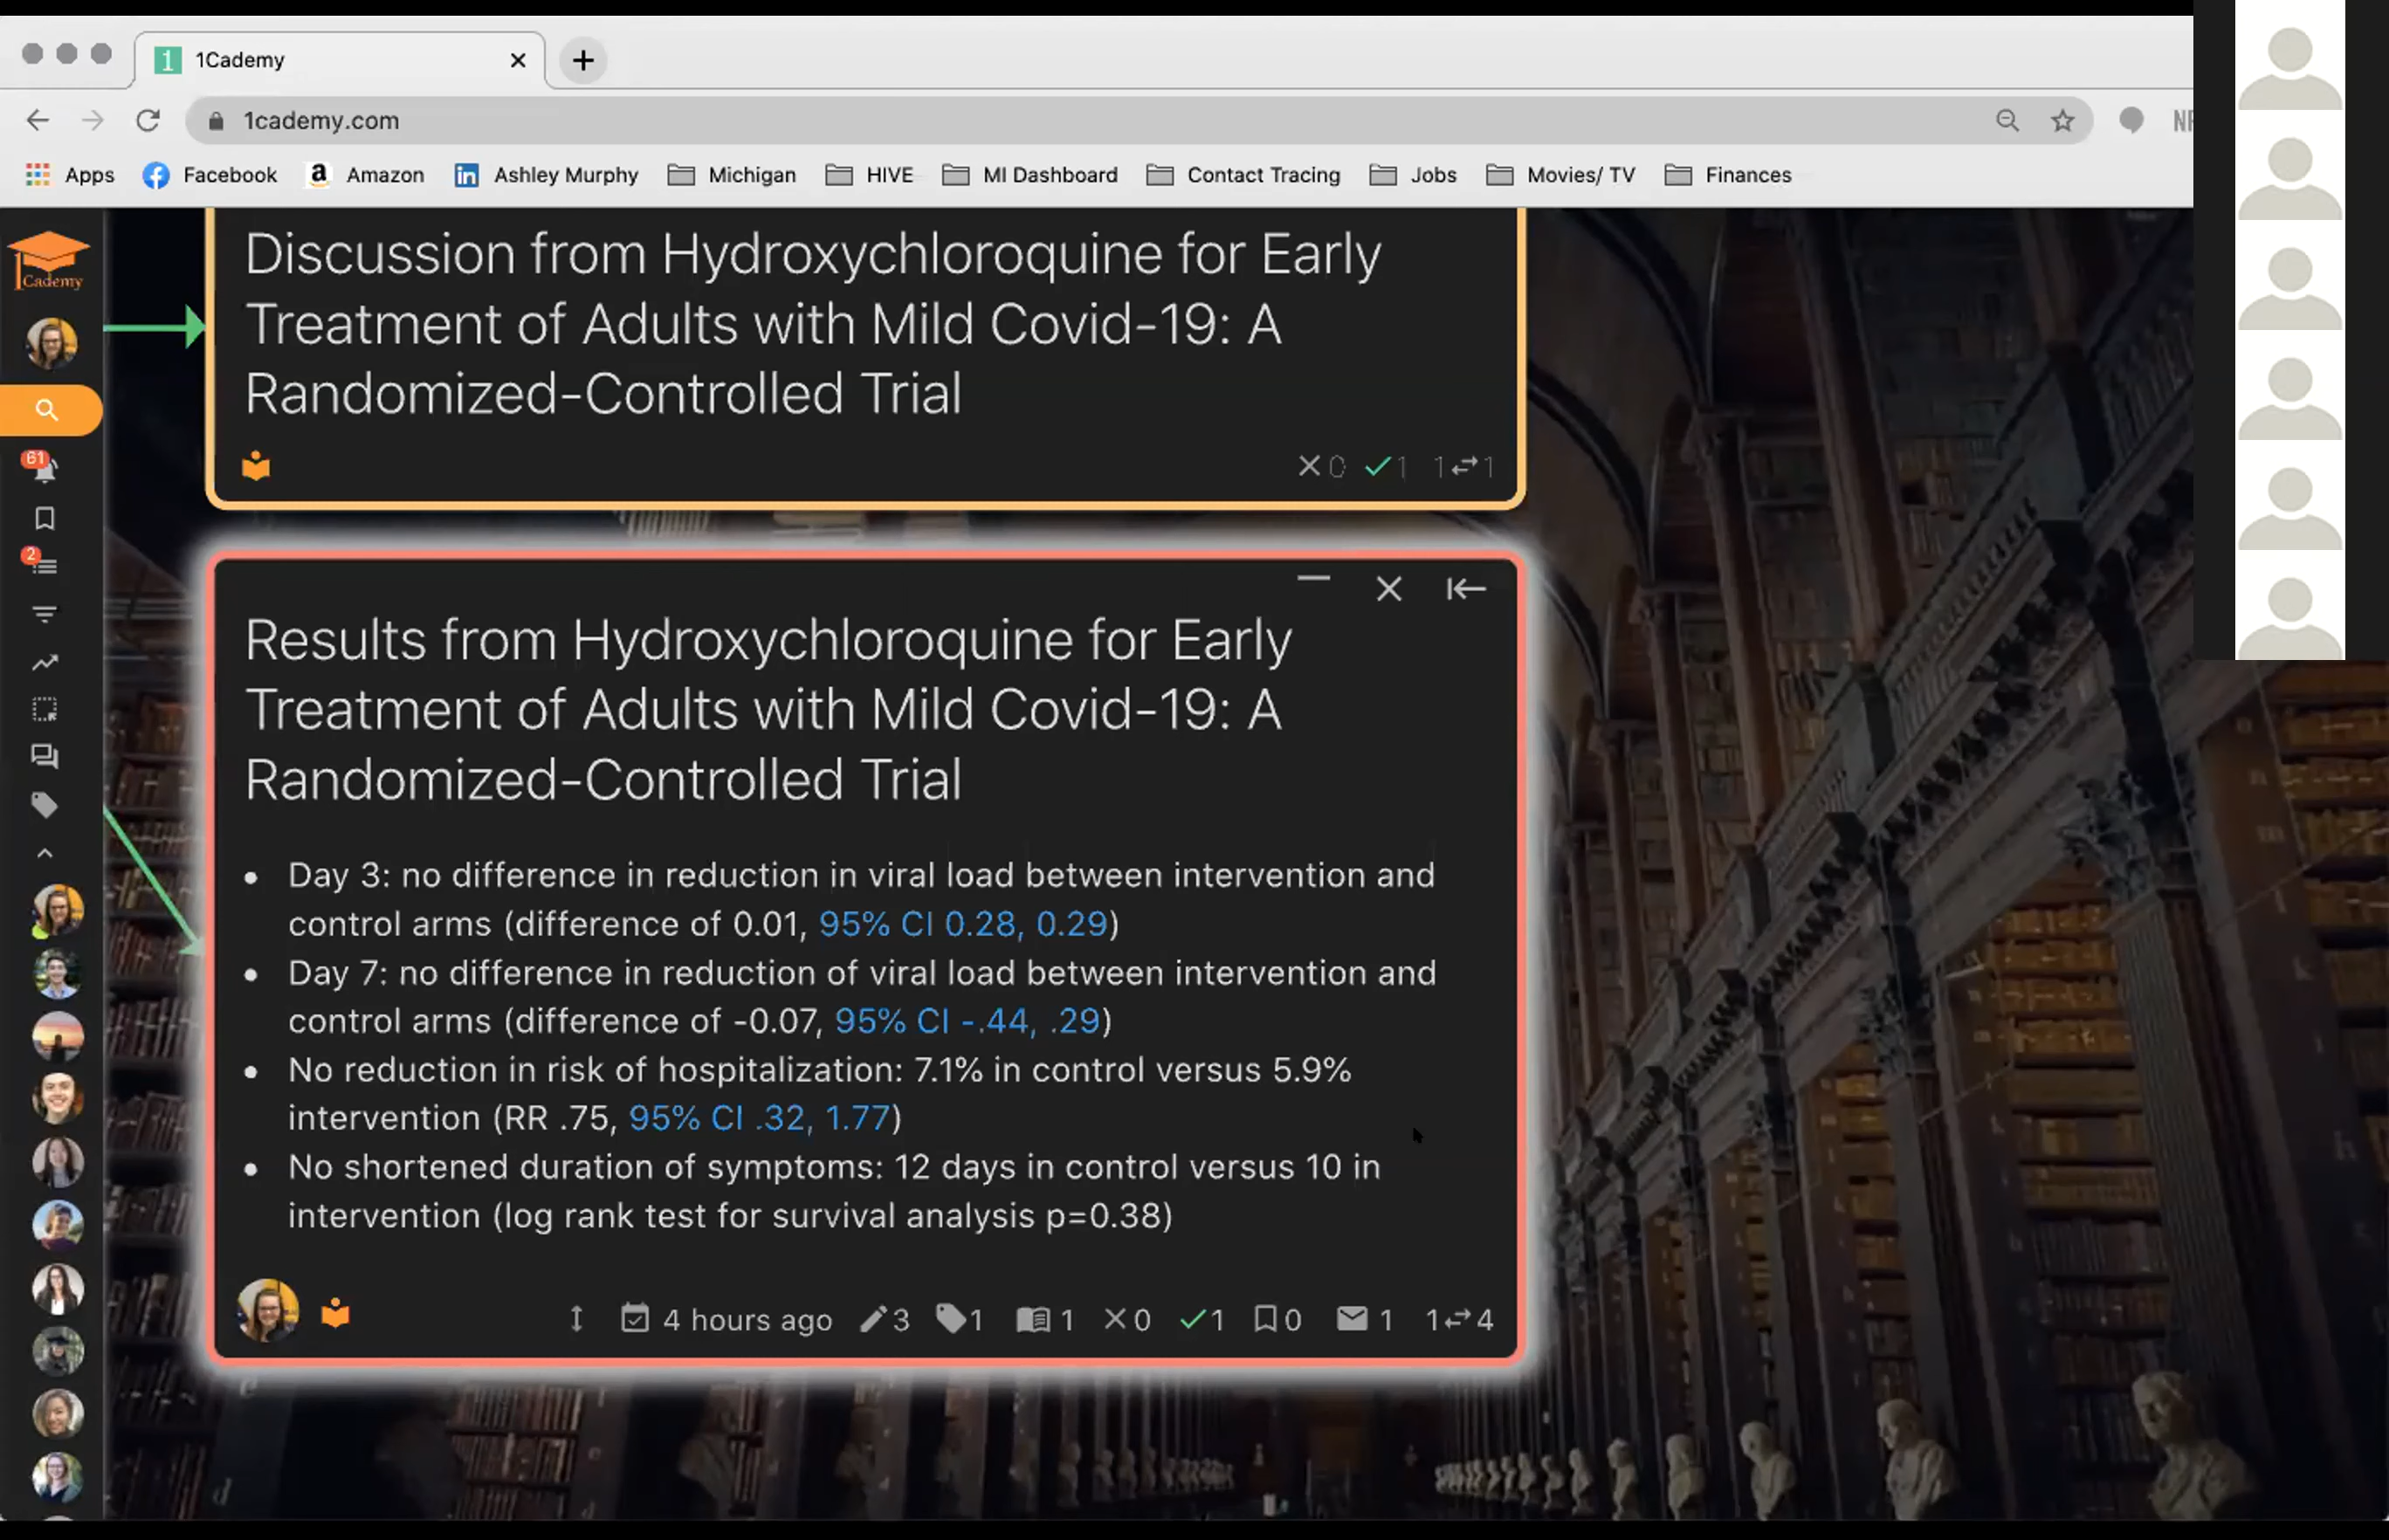 1 1Cademy
1cademy.com
Apps Facebook Amazon Ashley Murphy Michigan HIVE MI Dashboard Contact Tracing Jobs Movies/ TV Finances
1Cademy
Discussion from Hydroxychloroquine for Early
Treatment of Adults with Mild Covid-19: A
Randomized-Controlled Trial
0 1 1 1
61
2
Results from Hydroxychloroquine for Early
Treatment of Adults with Mild Covid-19: A
Randomized-Controlled Trial
• Day 3: no difference in reduction in viral load between intervention and
control arms (difference of 0.01, 95% CI 0.28, 0.29)
• Day 7: no difference in reduction of viral load between intervention and
control arms (difference of -0.07, 95% CI -.44, .29)
• No reduction in risk of hospitalization: 7.1% in control versus 5.9%
intervention (RR .75, 95% CI .32, 1.77)
• No shortened duration of symptoms: 12 days in control versus 10 in
intervention (log rank test for survival analysis p=0.38)
4 hours ago 3 1 1 0 1 0 1 1 4